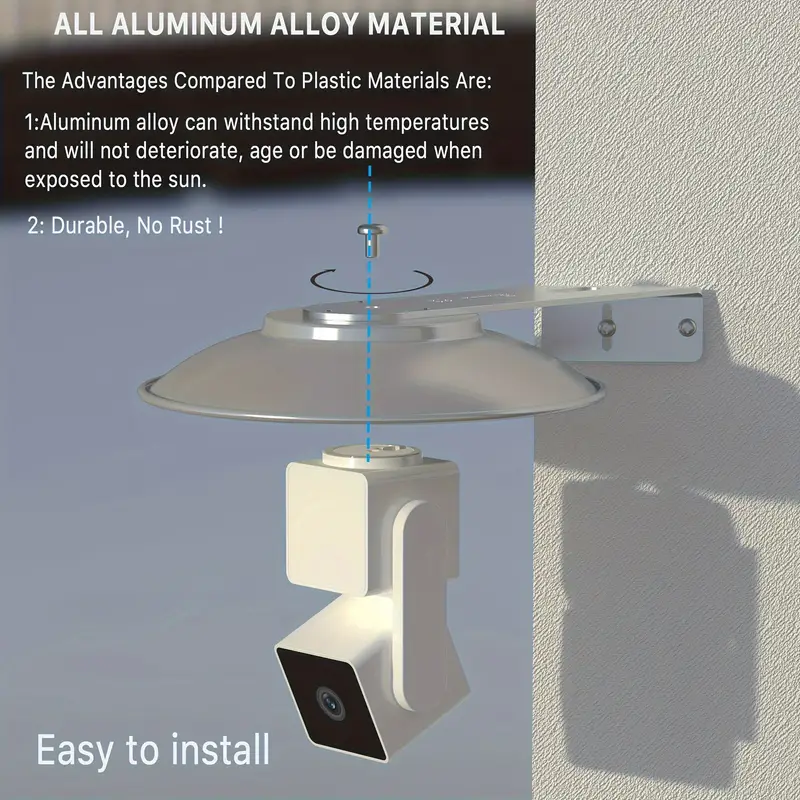 ALL ALUMINUM ALLOY MATERIAL
The Advantages Compared To Plastic Materials Are:
1:Aluminum alloy can withstand high temperatures
and will not deteriorate, age or be damaged when
exposed to the sun.
2: Durable, No Rust !
Easy to install